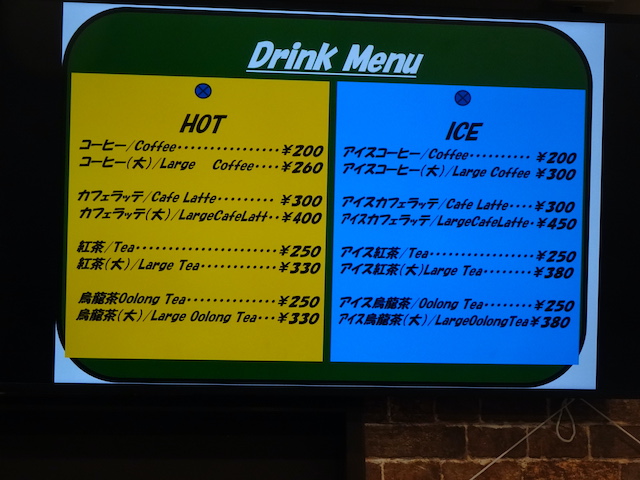 Drink Menu
HOT
コーヒー/Coffee················¥200
コーヒー(大)/Large Coffee····¥260
カフェラッテ/Cafe Latte········ ¥300
カフェラッテ(大)/LargeCafeLatt··¥400
紅茶/Tea······················¥250
紅茶(大)/Large Tea············¥330
烏龍茶Oolong Tea··············¥250
烏龍茶(大)/Large Oolong Tea···¥330
ICE
アイスコーヒー/Coffee·········· ¥200
アイスコーヒー(大)/Large Coffee ¥300
アイスカフェラッテ/Cafe Latte····¥300
アイスカフェラッテ/LargeCafeLatte·¥450
アイス紅茶/Tea················¥250
アイス紅茶(大)Large Tea·······¥380
アイス烏龍茶/Oolong Tea········¥250
アイス烏龍茶(大)/LargeOolongTea¥380